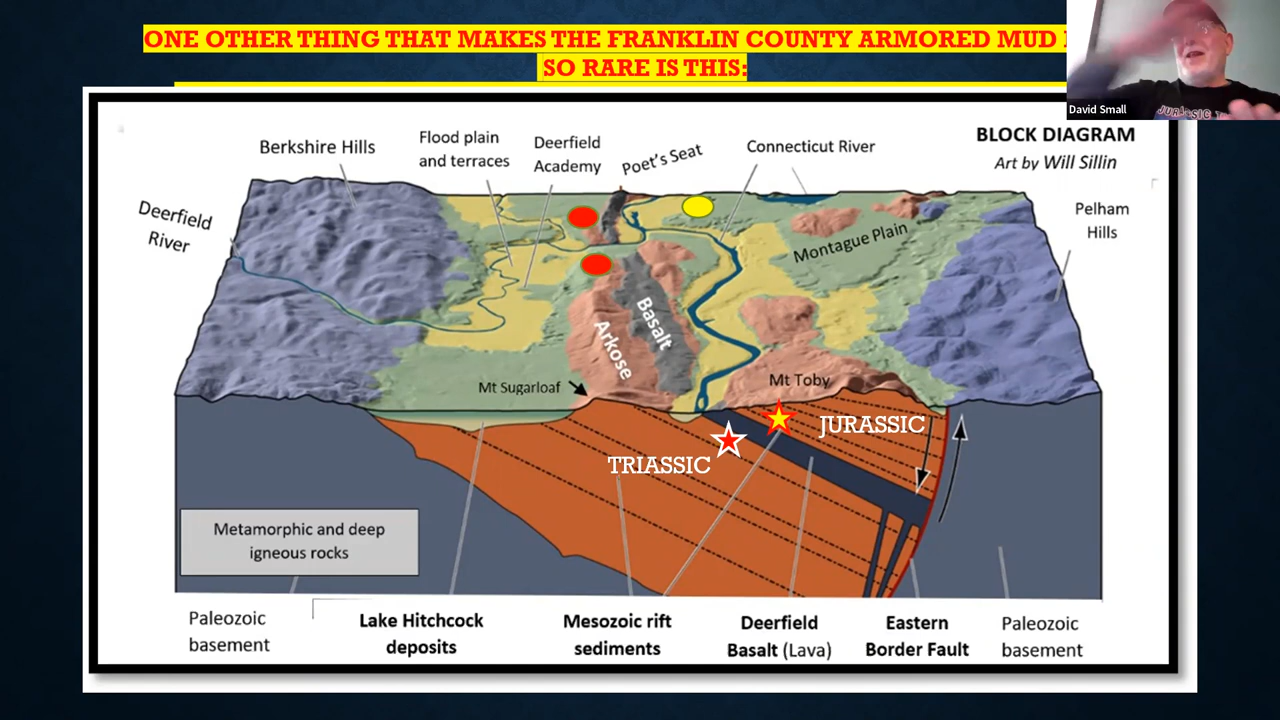 ONE OTHER THING THAT MAKES THE FRANKLIN COUNTY ARMORED MUD
SO RARE IS THIS:
David Small
BLOCK DIAGRAM
Art by Will Sillin
Berkshire Hills
Flood plain
and terraces
Deerfield
Academy
Poet's Seat
Connecticut River
Deerfield
River
Pelham
Hills
Montague Plain
Basalt
Arkose
Mt Sugarloaf
Mt Toby
JURASSIC
TRIASSIC
Metamorphic and deep
igneous rocks
Paleozoic
basement
Lake Hitchcock
deposits
Mesozoic rift
sediments
Deerfield
Basalt (Lava)
Eastern
Border Fault
Paleozoic
basement